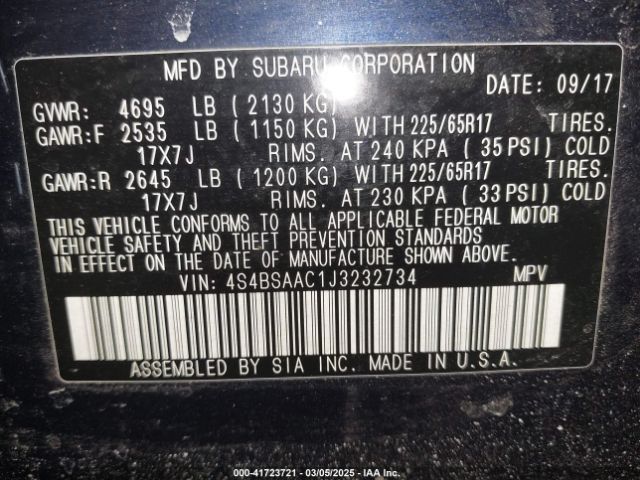 MFD BY SUBARU CORPORATION
DATE: 09/17
GVWR: 4695 LB ( 2130 KG)
GAWR:F 2535 LB ( 1150 KG) WITH 225/65R17 TIRES.
17X7J RIMS. AT 240 KPA ( 35 PSI) COLD
GAWR:R 2645 LB ( 1200 KG) WITH 225/65R17 TIRES.
17X7J RIMS. AT 230 KPA ( 33 PSI) COLD
THIS VEHICLE CONFORMS TO ALL APPLICABLE FEDERAL MOTOR
VEHICLE SAFETY AND THEFT PREVENTION STANDARDS
IN EFFECT ON THE DATE OF MANUFACTURE SHOWN ABOVE.
VIN: 4S4BSAAC1J3232734 MPV
ASSEMBLED BY SIA INC. MADE IN U.S.A.
000-41723721 | 03/05/2025 - IAA Inc.